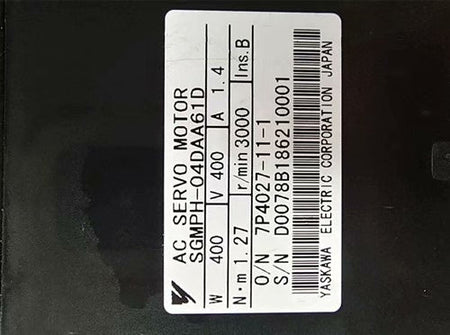 AC SERVO MOTOR
SGMPH-04DAA61D
W 400 V 400 A 1.4
N·m 1.27 r/min 3000 Ins.B
O/N 7P4027-11-1
S/N D0078B186210001
YASKAWA ELECTRIC CORPORATION JAPAN